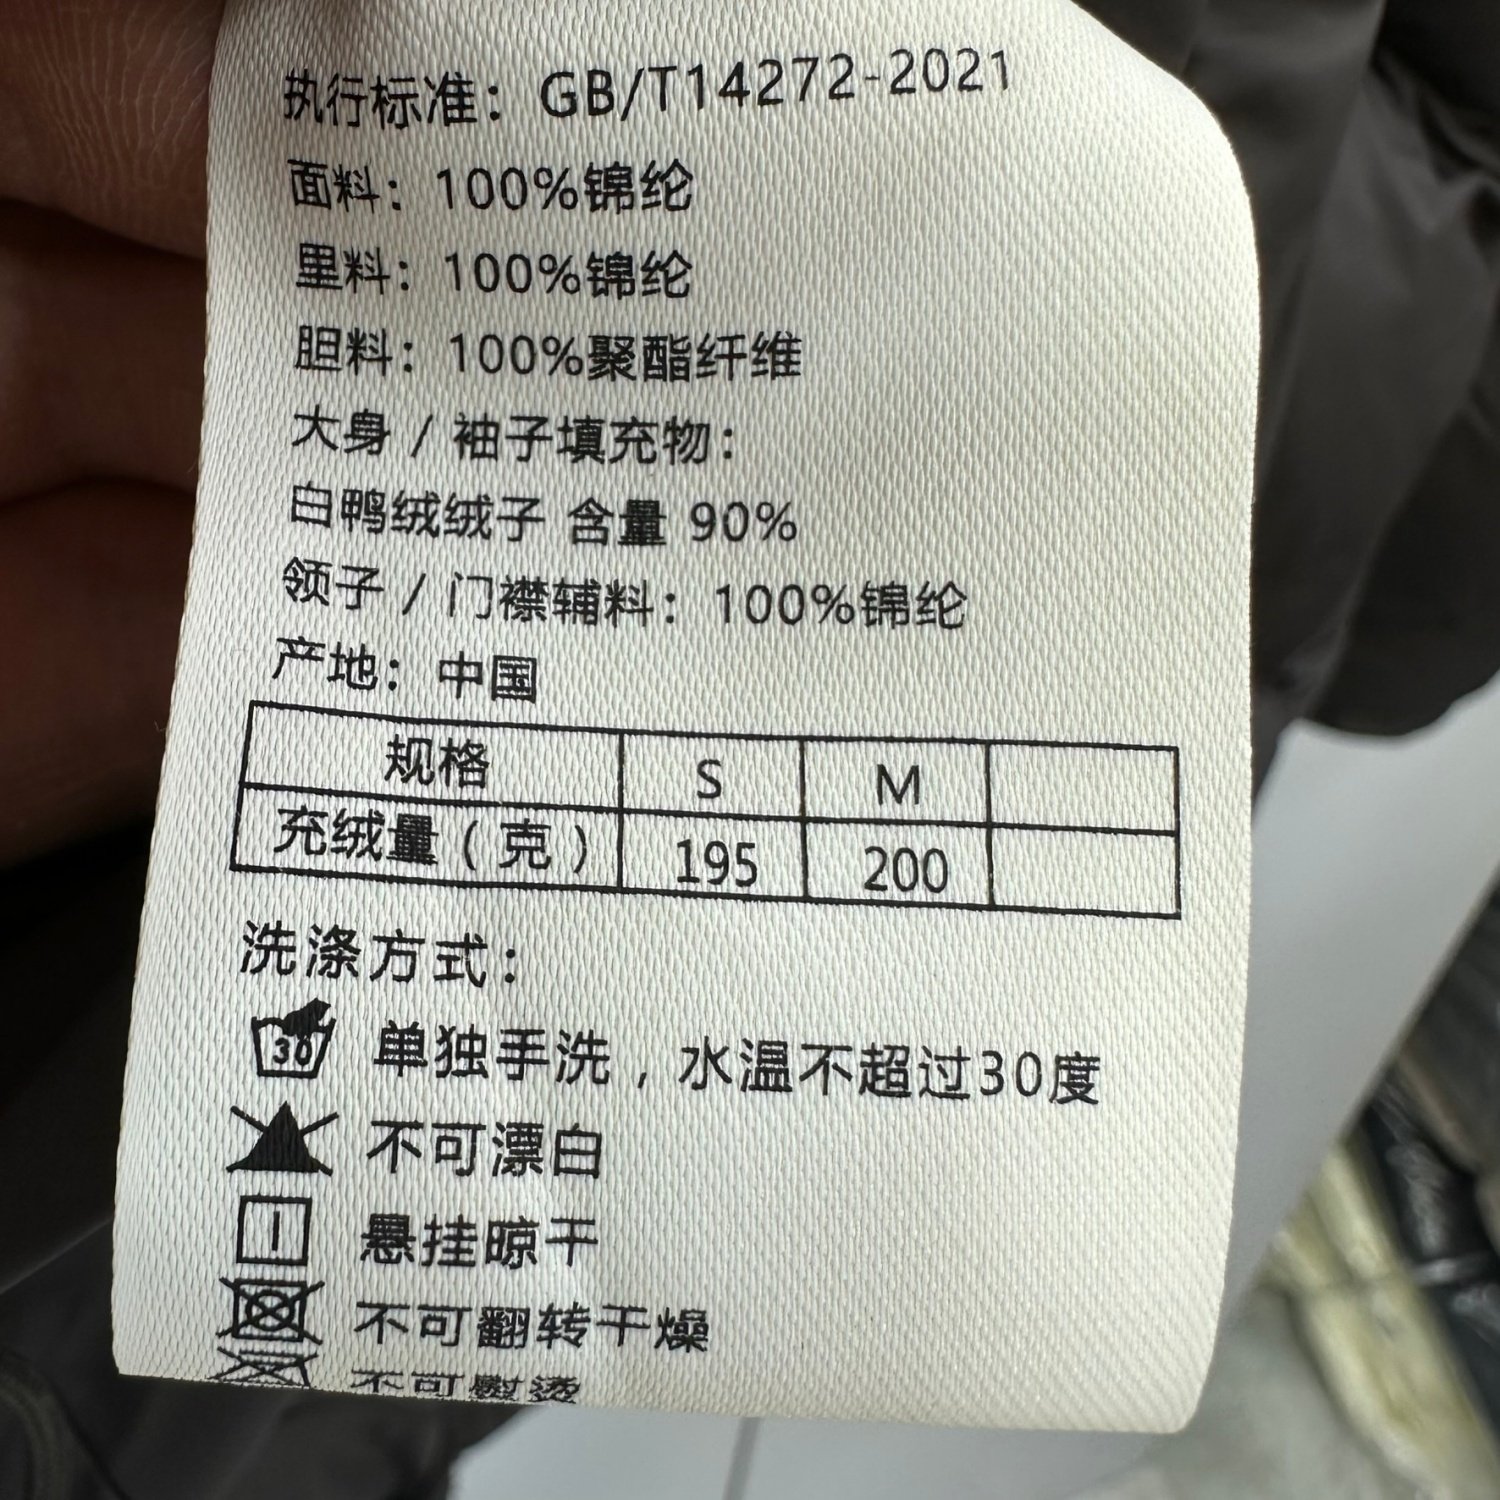 执行标准：GB/T14272-2021
面料：100%锦纶
里料：100%锦纶
胆料：100%聚酯纤维
大身 / 袖子填充物：
白鸭绒绒子 含量 90%
领子 / 门襟辅料：100%锦纶
产地：中国
规格 S M
充绒量（克） 195 200
洗涤方式：
30 单独手洗，水温不超过30度
不可漂白
悬挂晾干
不可翻转干燥
不可熨烫